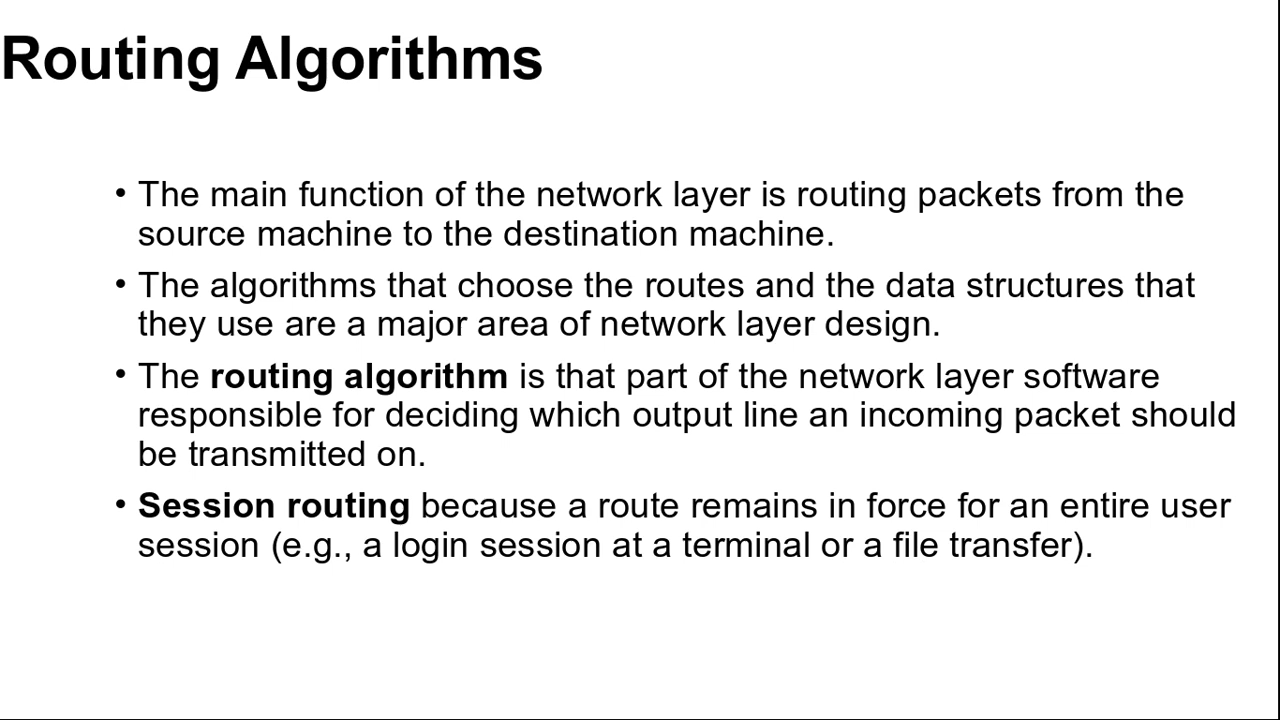 Routing Algorithms
• The main function of the network layer is routing packets from the
source machine to the destination machine.
• The algorithms that choose the routes and the data structures that
they use are a major area of network layer design.
• The routing algorithm is that part of the network layer software
responsible for deciding which output line an incoming packet should
be transmitted on.
• Session routing because a route remains in force for an entire user
session (e.g., a login session at a terminal or a file transfer).